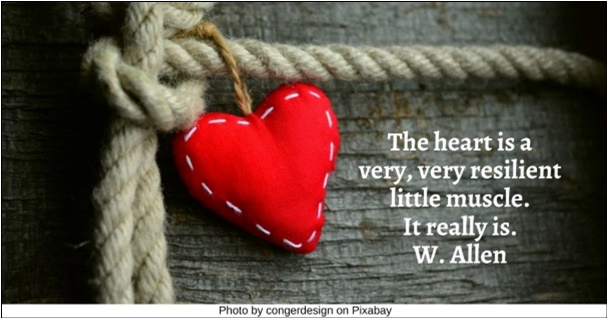 The heart is a
very, very resilient
little muscle.
It really is.
W. Allen
Photo by congerdesign on Pixabay